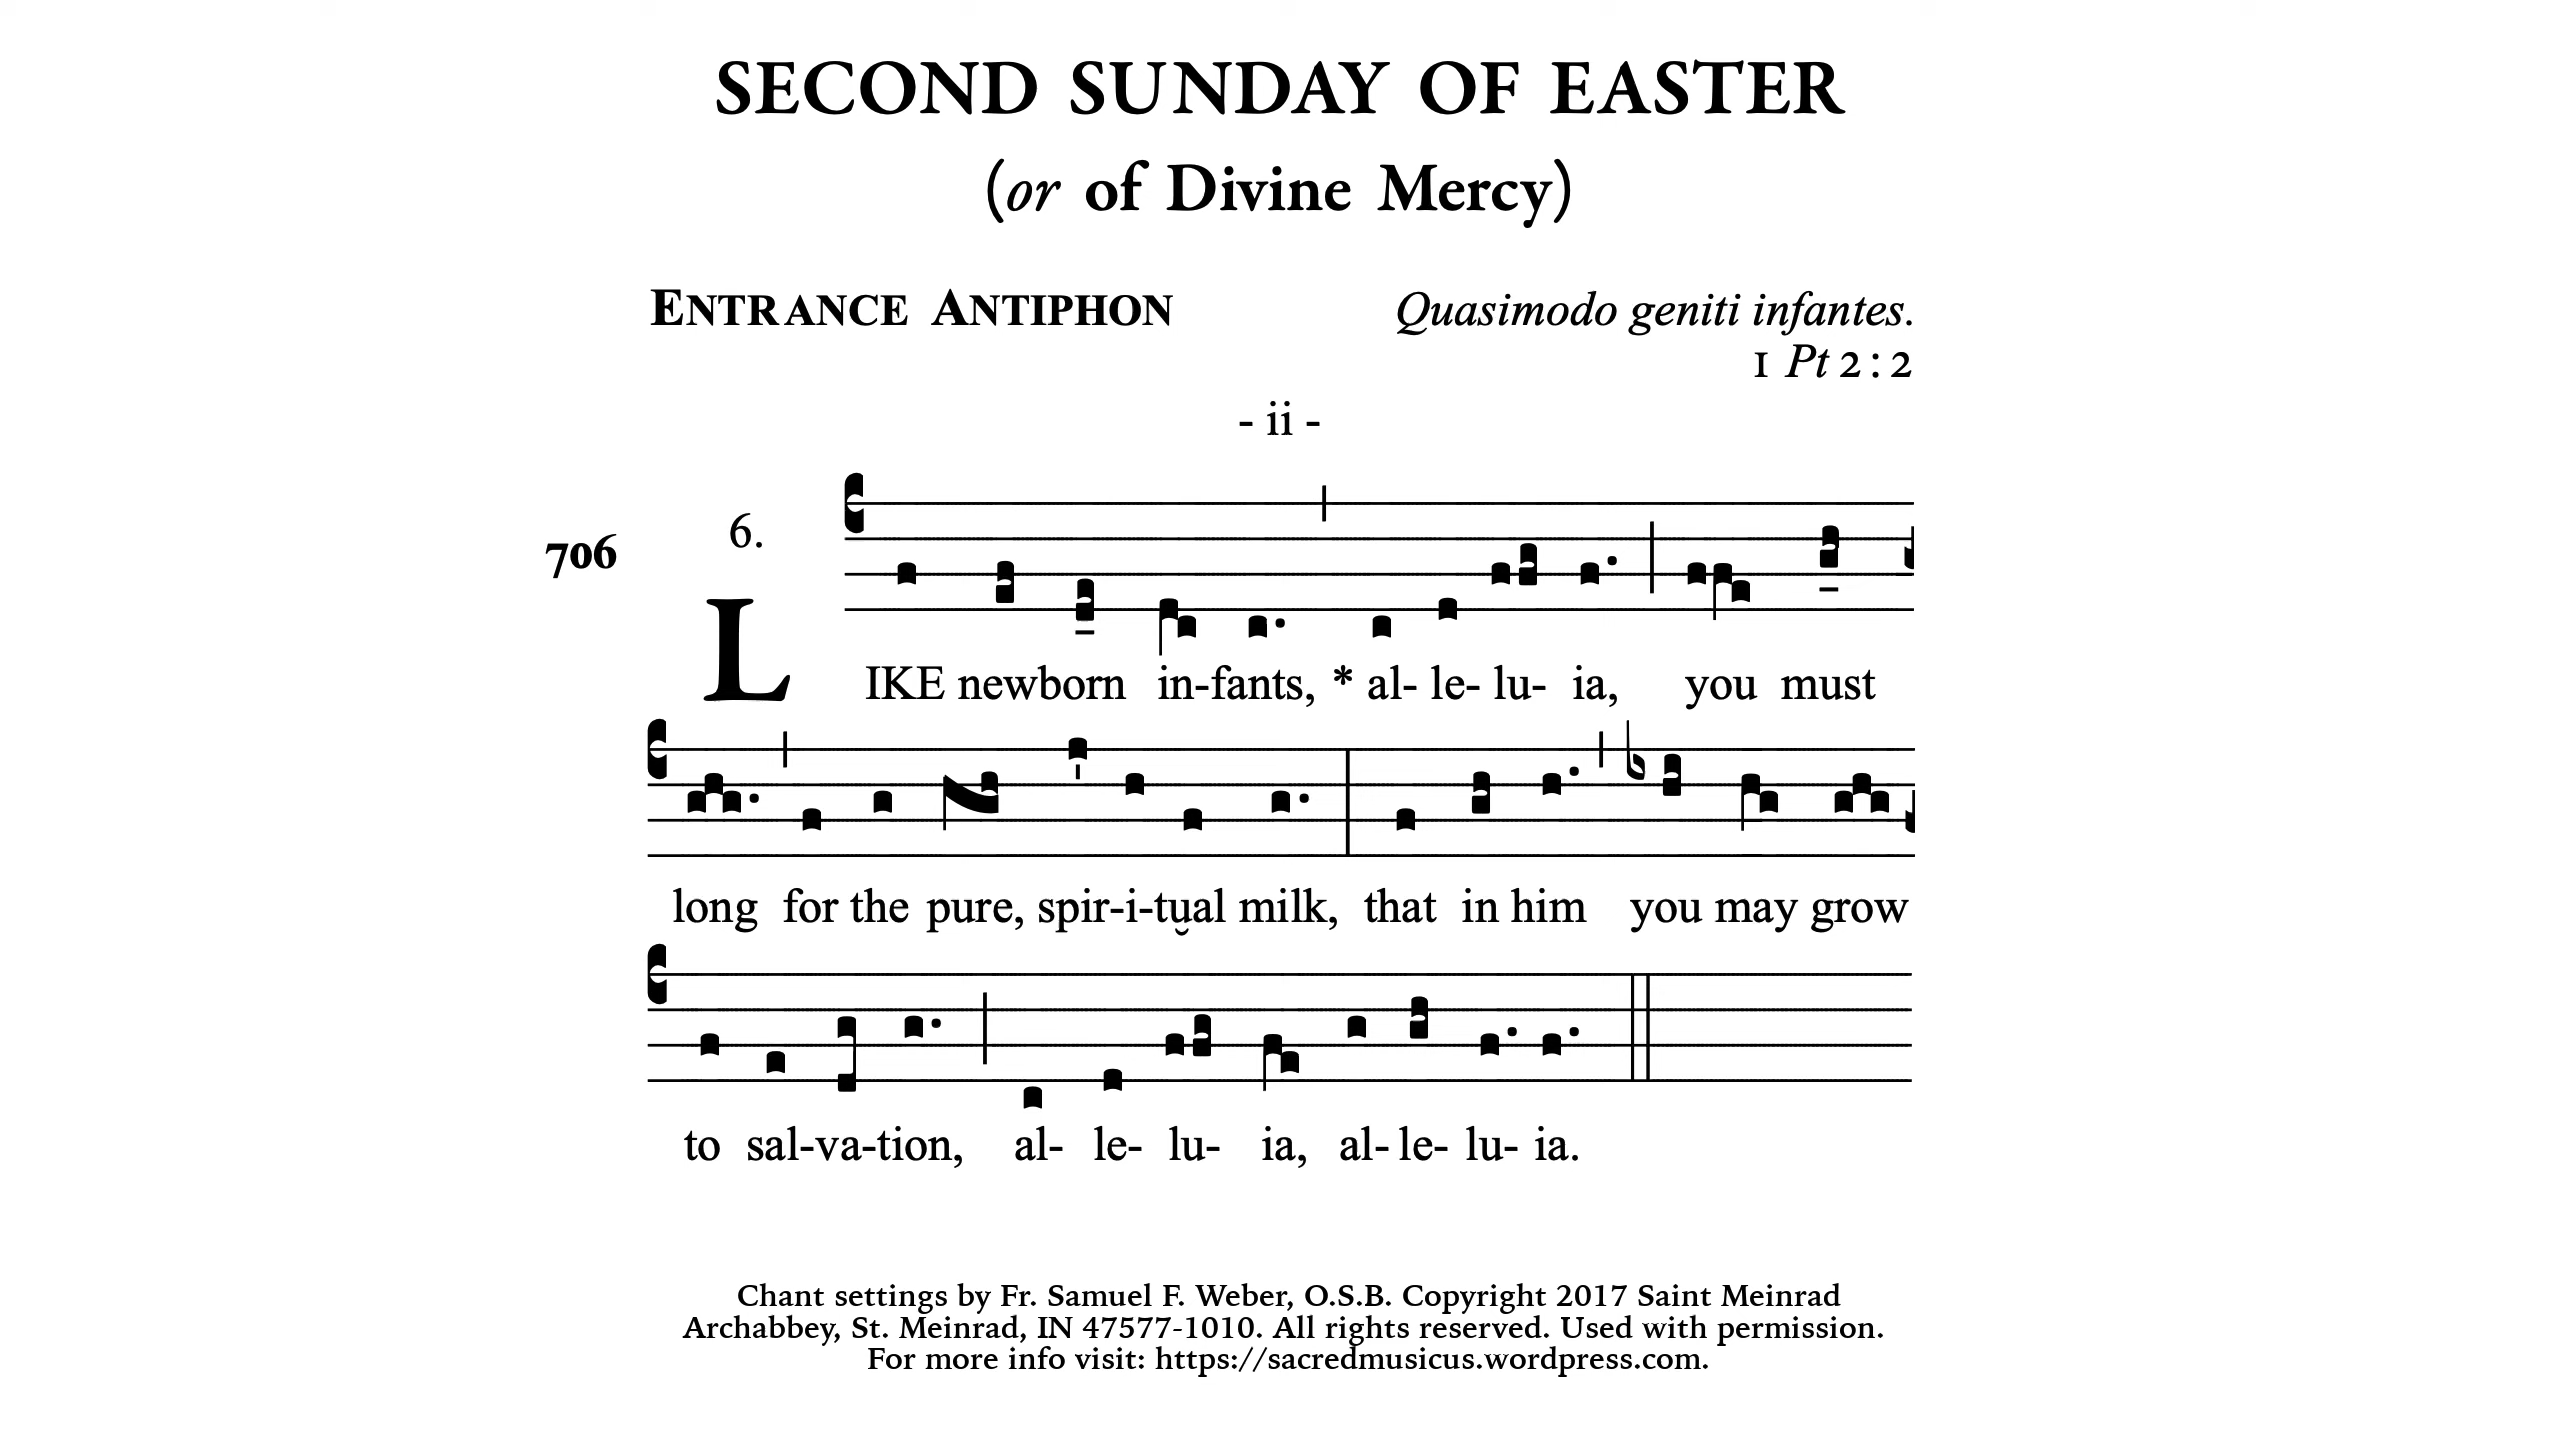 SECOND SUNDAY OF EASTER
(or of Divine Mercy)
ENTRANCE ANTIPHON Quasimodo geniti infantes.
1 Pt 2 : 2
- ii -
706 6.
LIKE newborn in-fants, * al- le- lu- ia, you must
long for the pure, spir-i-tual milk, that in him you may grow
to sal-va-tion, al- le- lu- ia, al- le- lu- ia.
Chant settings by Fr. Samuel F. Weber, O.S.B. Copyright 2017 Saint Meinrad
Archabbey, St. Meinrad, IN 47577-1010. All rights reserved. Used with permission.
For more info visit: https://sacredmusicus.wordpress.com.